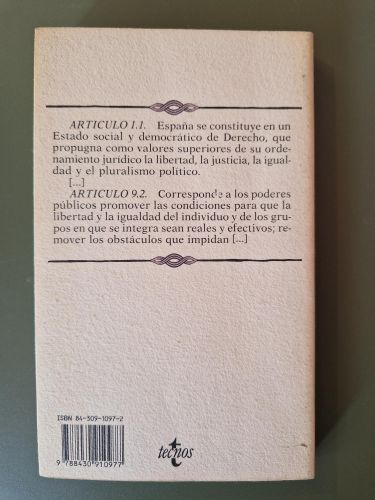 ARTICULO 1.1. España se constituye en un
Estado social y democrático de Derecho, que
propugna como valores superiores de su orde-
namiento jurídico la libertad, la justicia, la igual-
dad y el pluralismo político.
[...]
ARTICULO 9.2. Corresponde a los poderes
públicos promover las condiciones para que la
libertad y la igualdad del individuo y de los gru-
pos en que se integra sean reales y efectivos; re-
mover los obstáculos que impidan [...]
ISBN 84-309-1097-2
9 788430 910977
tecnos